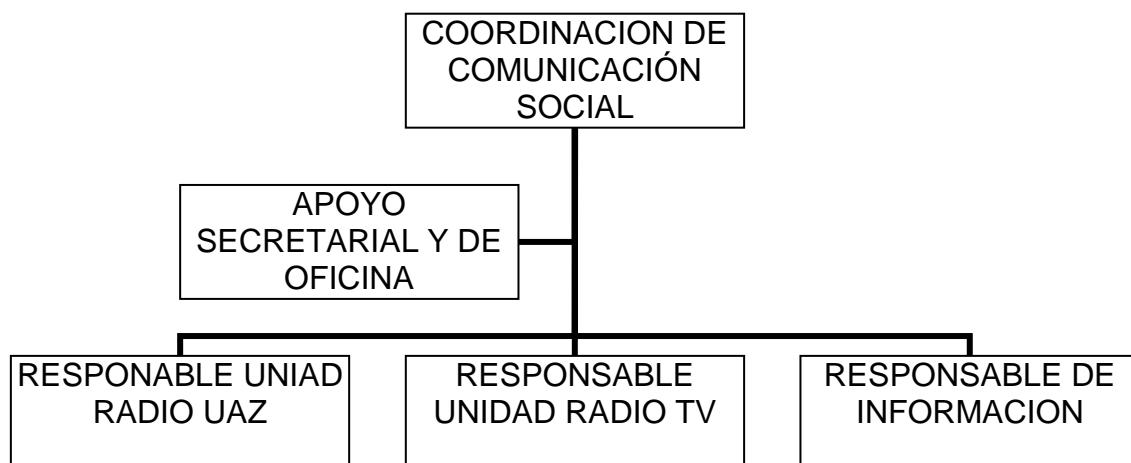 COORDINACION DE
COMUNICACIÓN
SOCIAL
APOYO
SECRETARIAL Y DE
OFICINA
RESPONABLE UNIAD
RADIO UAZ
RESPONSABLE
UNIDAD RADIO TV
RESPONSABLE DE
INFORMACION